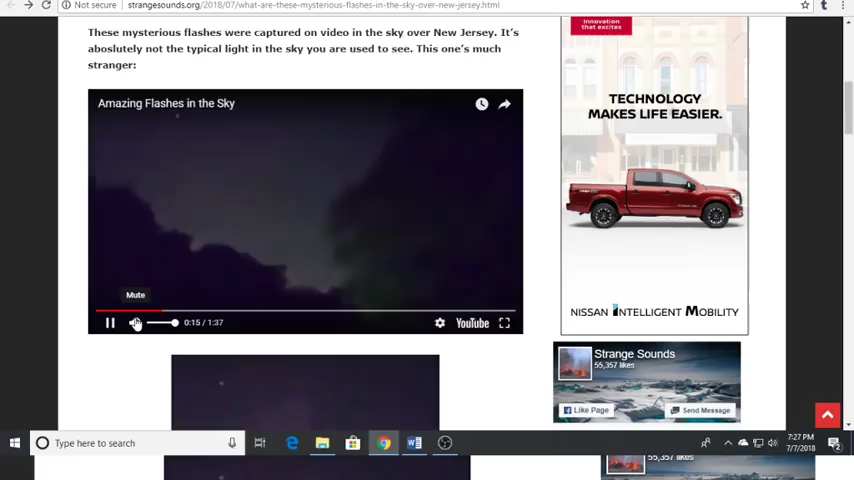 Not secure strangesounds.org/2018/07/what-are-these-mysterious-flashes-in-the-sky-over-new-jersey.html
These mysterious flashes were captured on video in the sky over New Jersey. It's
aboslutely not the typical light in the sky you are used to see. This one's much
stranger:
Amazing Flashes in the Sky
Mute
0:15 / 1:37
YouTube
Innovation
that excites
TECHNOLOGY
MAKES LIFE EASIER.
NISSAN INTELLIGENT MOBILITY
Strange Sounds
55,357 likes
Like Page
Send Message
Type here to search
7:27 PM
7/7/2018
2
55,357 likes